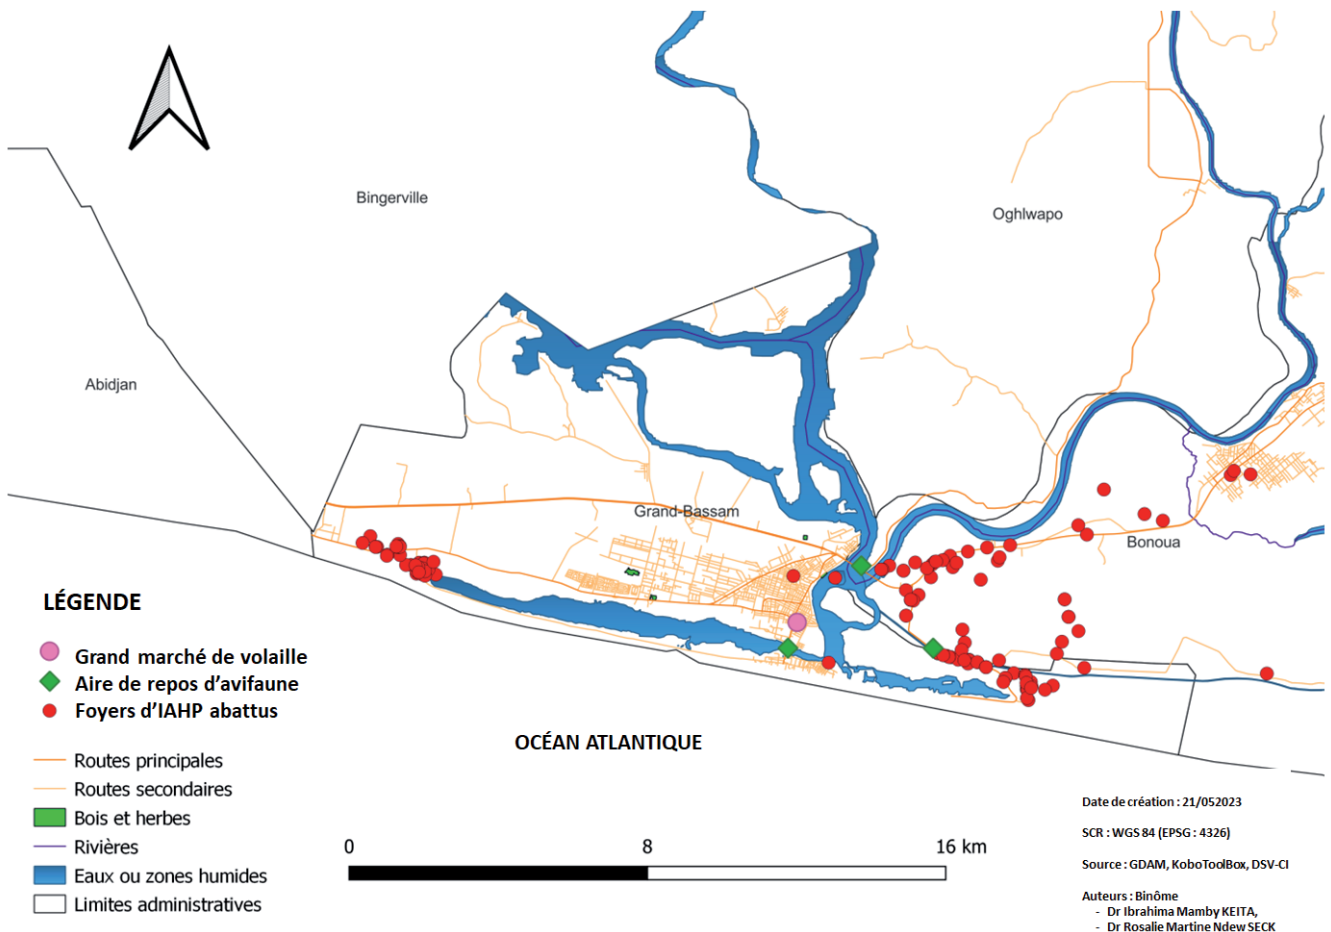 Bingerville
Oghlwapo
Abidjan
Grand-Bassam
Bonoua
LÉGENDE
Grand marché de volaille
Aire de repos d'avifaune
Foyers d'IAHP abattus
Routes principales
Routes secondaires
Bois et herbes
Rivières
Eaux ou zones humides
Limites administratives
OCÉAN ATLANTIQUE
0 8 16 km
Date de création : 21/052023
SCR : WGS 84 (EPSG : 4326)
Source : GDAM, KoboToolBox, DSV-CI
Auteurs : Binôme
- Dr Ibrahima Mamby KEITA,
- Dr Rosalie Martine Ndew SECK